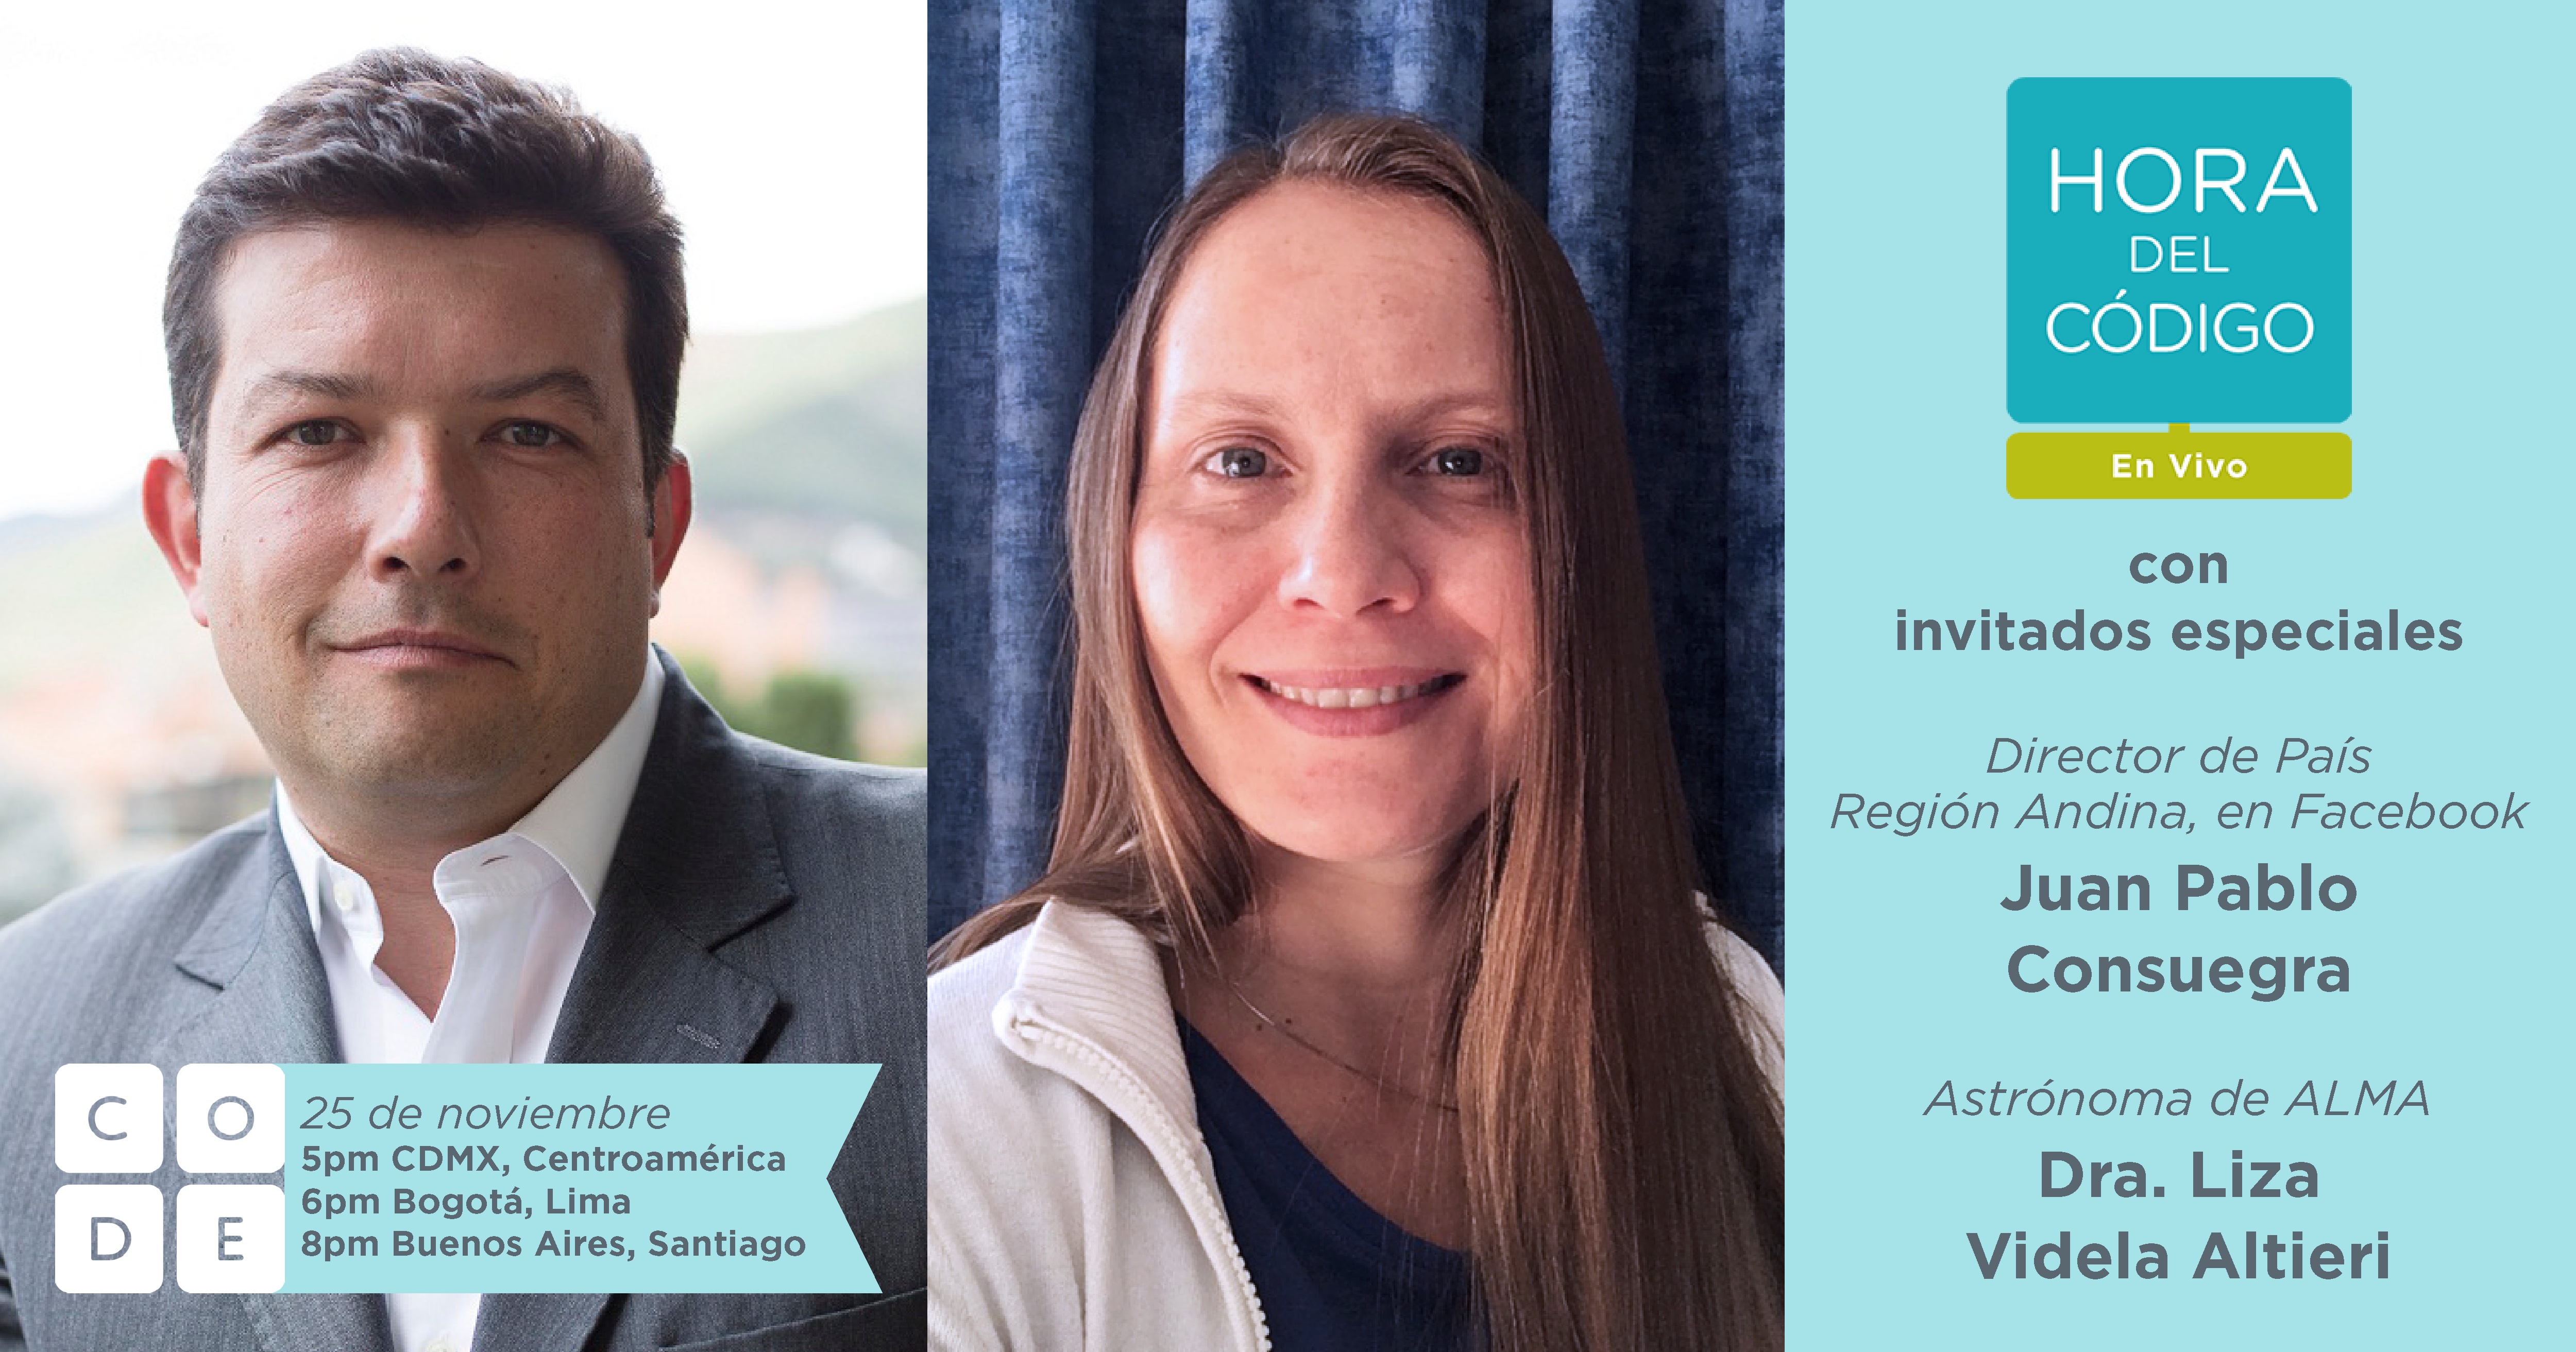 HORA
DEL
CÓDIGO
En Vivo
con
invitados especiales
Director de País
Región Andina, en Facebook
Juan Pablo
Consuegra
Astrónoma de ALMA
Dra. Liza
Videla Altieri
C O
D E
25 de noviembre
5pm CDMX, Centroamérica
6pm Bogotá, Lima
8pm Buenos Aires, Santiago